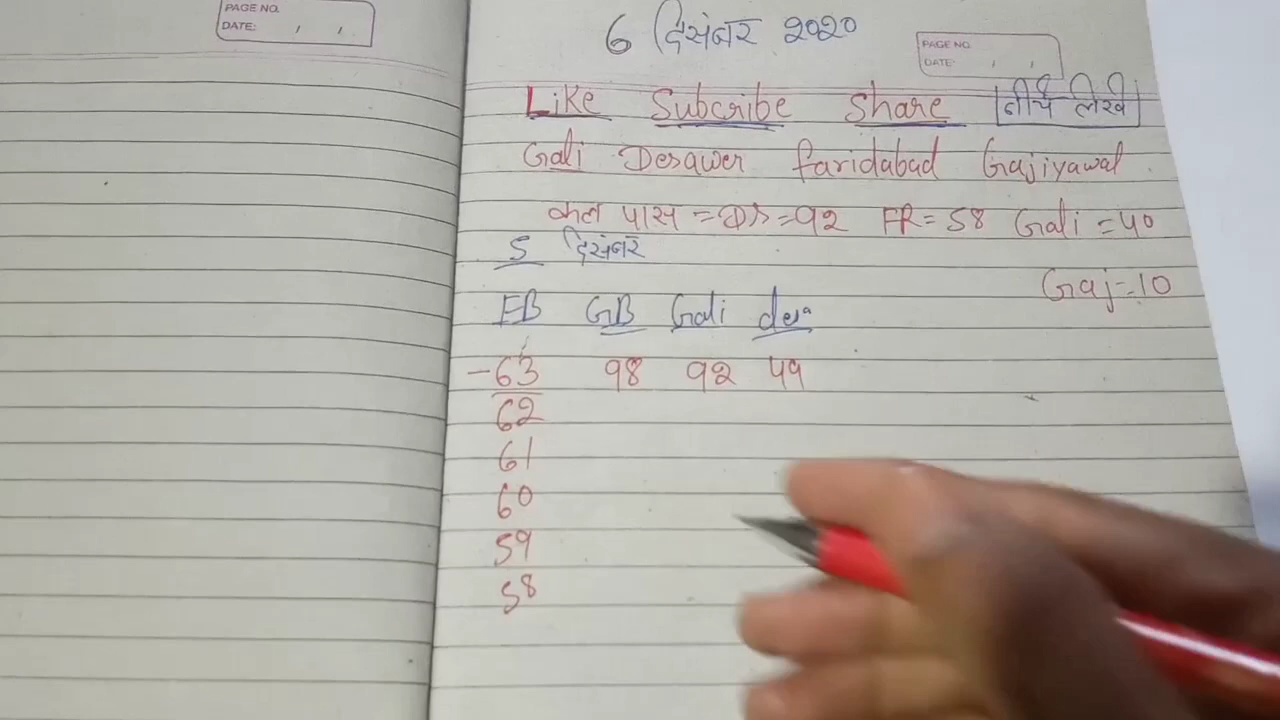 PAGE NO.
DATE: / /
6 दिसंबर 2020
PAGE NO.
DATE: / /
Like Subcribe Share नीचे लिखे
Gali Desawer faridabad Gajiyawal
कल पास = DS = 92 FR = 58 Gali = 40
5 दिसंबर
Gaj = 10
FB GB Gali des
-63 98 92 49
62
61
60
59
58